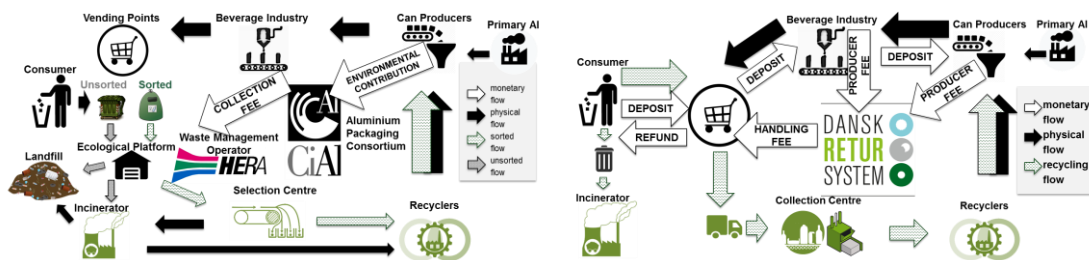 Vending Points
Beverage Industry
Can Producers
Primary Al
Consumer
Unsorted
Sorted
COLLECTION
FEE
ENVIRONMENTAL
CONTRIBUTION
CAI
Aluminium
Packaging
Consortium
CiAl
monetary
flow
physical
flow
sorted
flow
unsorted
flow
Ecological Platform
Waste Management
Operator
HERA
Landfill
Incinerator
Selection Centre
Recyclers
Beverage Industry
Can Producers
Primary Al
Consumer
DEPOSIT
PRODUCER
FEE
DEPOSIT
PRODUCER
FEE
DEPOSIT
REFUND
HANDLING
FEE
DANSK
RETUR
SYSTEM
monetary
flow
physical
flow
recycling
flow
Incinerator
Collection Centre
Recyclers